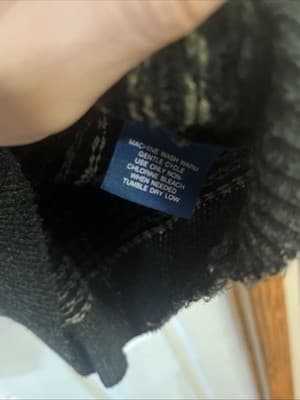 MACHINE WASH WARM
GENTLE CYCLE
USE ONLY NON-
CHLORINE BLEACH
WHEN NEEDED
TUMBLE DRY LOW